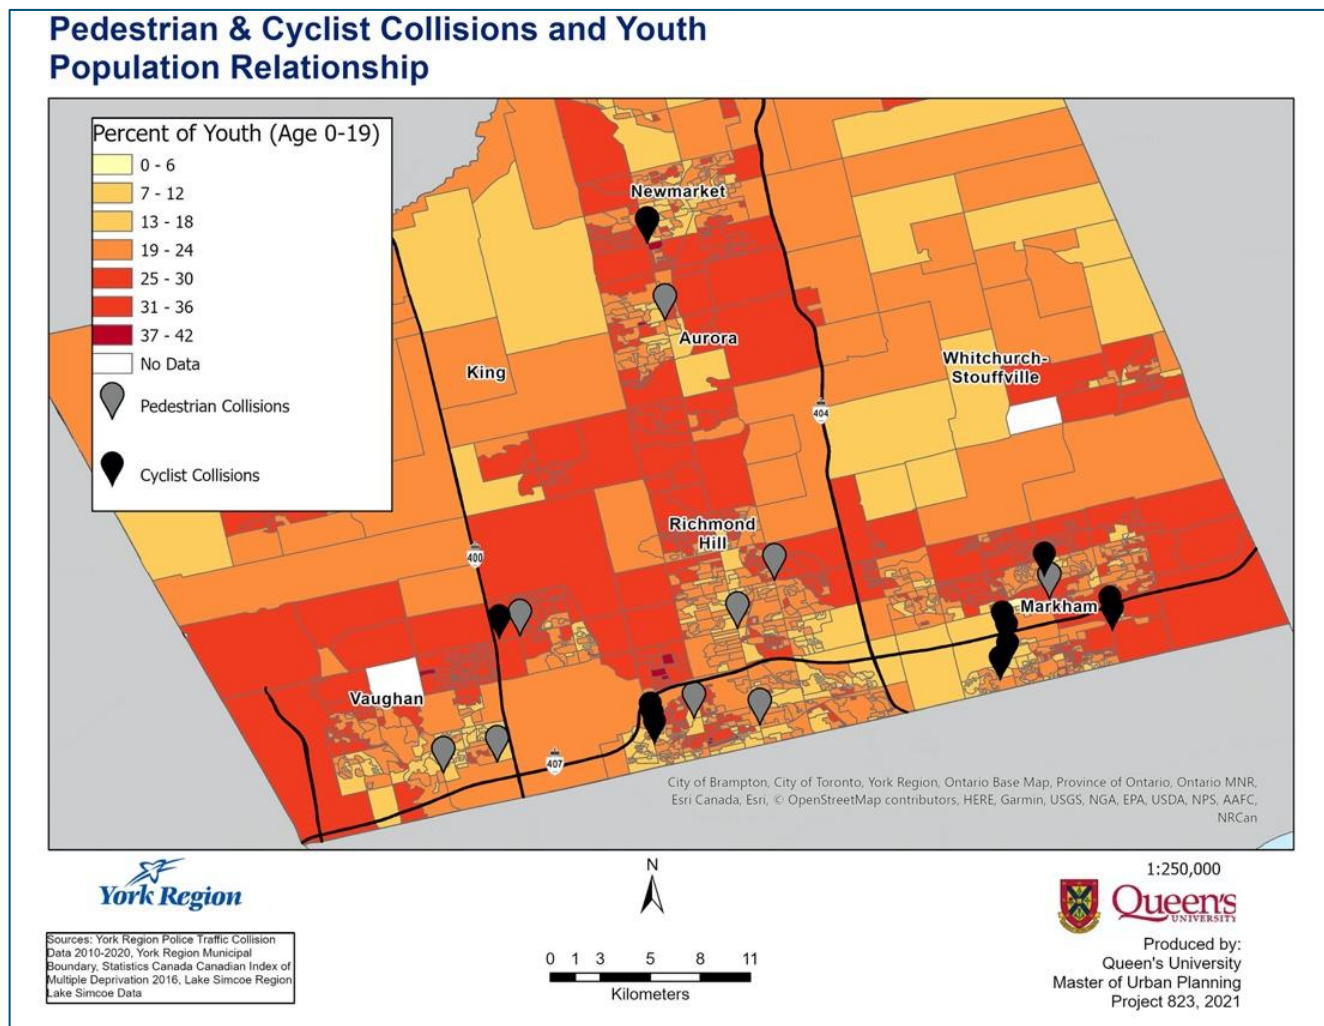 Pedestrian & Cyclist Collisions and Youth
Population Relationship
Percent of Youth (Age 0-19)
0 - 6
7 - 12
13 - 18
19 - 24
25 - 30
31 - 36
37 - 42
No Data
Pedestrian Collisions
Cyclist Collisions
Newmarket
Aurora
King
Whitchurch-
Stouffville
404
Richmond
Hill
400
Markham
Vaughan
407
City of Brampton, City of Toronto, York Region, Ontario Base Map, Province of Ontario, Ontario MNR,
Esri Canada, Esri, © OpenStreetMap contributors, HERE, Garmin, USGS, NGA, EPA, USDA, NPS, AAFC,
NRCan
York Region
Sources: York Region Police Traffic Collision
Data 2010-2020, York Region Municipal
Boundary, Statistics Canada Canadian Index of
Multiple Deprivation 2016, Lake Simcoe Region
Lake Simcoe Data
N
0 1 3 5 8 11
Kilometers
1:250,000
Queen's
UNIVERSITY
Produced by:
Queen's University
Master of Urban Planning
Project 823, 2021